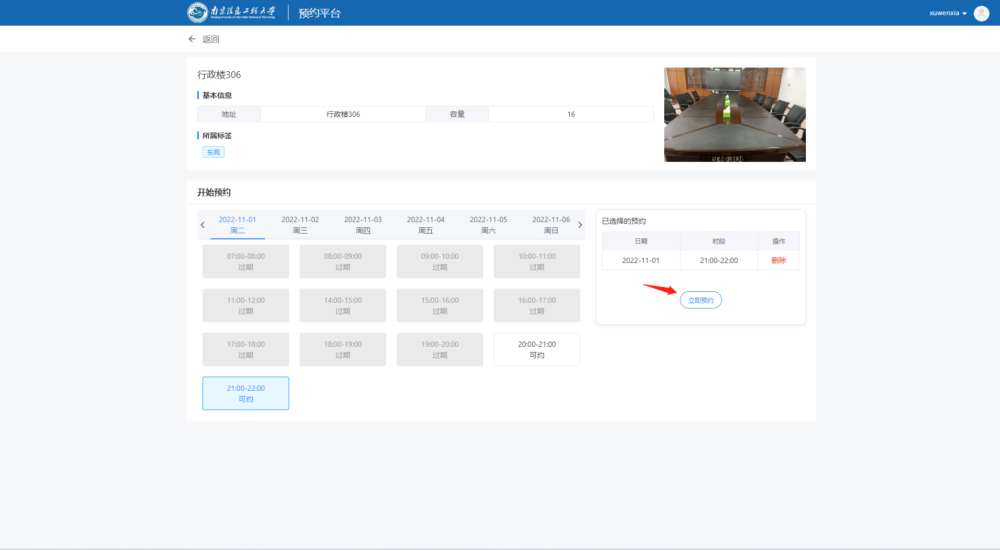 南京信息工程大学
Nanjing University of Information Science & Technology
预约平台
xuwenxia
返回
行政楼306
基本信息
地址 行政楼306 容量 16
所属标签
东苑
行政楼306
开始预约
2022-11-01 2022-11-02 2022-11-03 2022-11-04 2022-11-05 2022-11-06
周二 周三 周四 周五 周六 周日
07:00-08:00 08:00-09:00 09:00-10:00 10:00-11:00
过期 过期 过期 过期
11:00-12:00 14:00-15:00 15:00-16:00 16:00-17:00
过期 过期 过期 过期
17:00-18:00 18:00-19:00 19:00-20:00 20:00-21:00
过期 过期 过期 可约
21:00-22:00
可约
已选择的预约
日期 时段 操作
2022-11-01 21:00-22:00 删除
立即预约